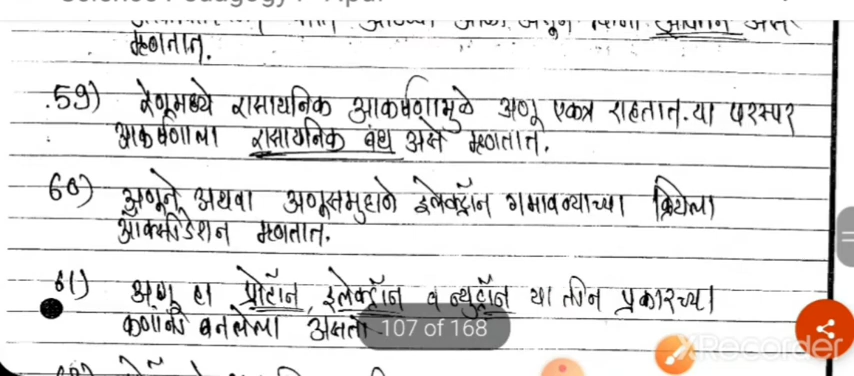 म्हणतात.
59) रेणूमध्ये रासायनिक आकर्षणामुळे अणू एकत्र राहतात. या परस्पर
आकर्षणाला रासायनिक बंध असे म्हणतात.
60) अणूने अथवा अणूसमुहाने इलेक्ट्रॉन गमावण्याच्या क्रियेला
ऑक्सीडेशन म्हणतात.
61) अणू हा प्रोटॉन, इलेक्ट्रॉन व न्युट्रॉन या तीन प्रकारच्या
कणांनी बनलेला असतो
107 of 168
XRecorder